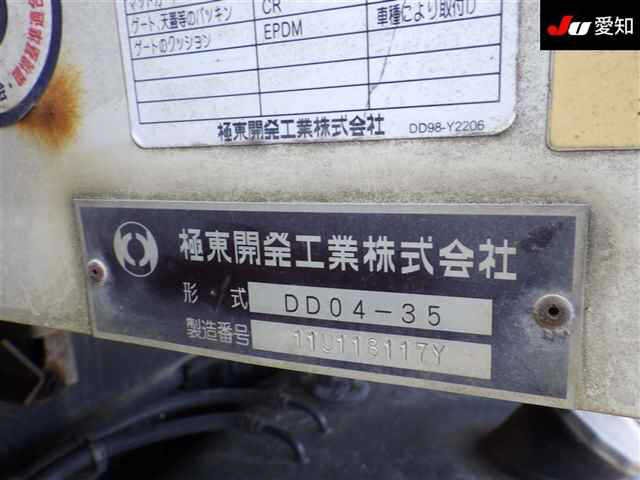 JU 愛知
CR
車種により取付し
ゲート、天蓋等のパッキン
EPDM
ゲートのクッション
極東開発工業株式会社
DD98-Y2206
極東開発工業株式会社
形式 DD04-35
製造番号 11U118117Y